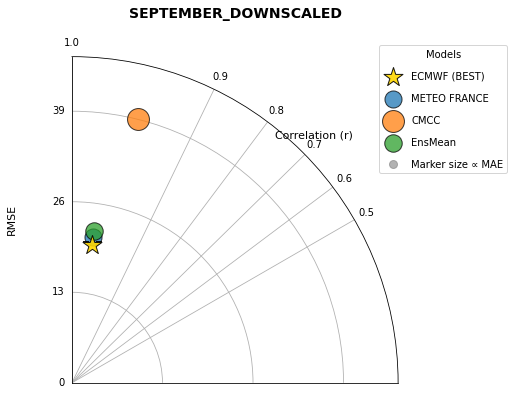 SEPTEMBER_DOWNSCALED
1.0
0.9
0.8
0.7
0.6
0.5
Correlation (r)
39
26
13
0
RMSE
Models
ECMWF (BEST)
METEO FRANCE
CMCC
EnsMean
Marker size ∝ MAE